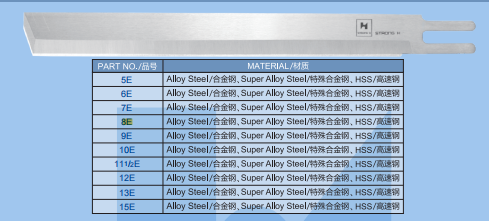 STRONG H
PART NO./品号 MATERIAL/材质
5E Alloy Steel/合金钢、Super Alloy Steel/特殊合金钢、HSS/高速钢
6E Alloy Steel/合金钢、Super Alloy Steel/特殊合金钢、HSS/高速钢
7E Alloy Steel/合金钢、Super Alloy Steel/特殊合金钢、HSS/高速钢
8E Alloy Steel/合金钢、Super Alloy Steel/特殊合金钢、HSS/高速钢
9E Alloy Steel/合金钢、Super Alloy Steel/特殊合金钢、HSS/高速钢
10E Alloy Steel/合金钢、Super Alloy Steel/特殊合金钢、HSS/高速钢
111/2E Alloy Steel/合金钢、Super Alloy Steel/特殊合金钢、HSS/高速钢
12E Alloy Steel/合金钢、Super Alloy Steel/特殊合金钢、HSS/高速钢
13E Alloy Steel/合金钢、Super Alloy Steel/特殊合金钢、HSS/高速钢
15E Alloy Steel/合金钢、Super Alloy Steel/特殊合金钢、HSS/高速钢